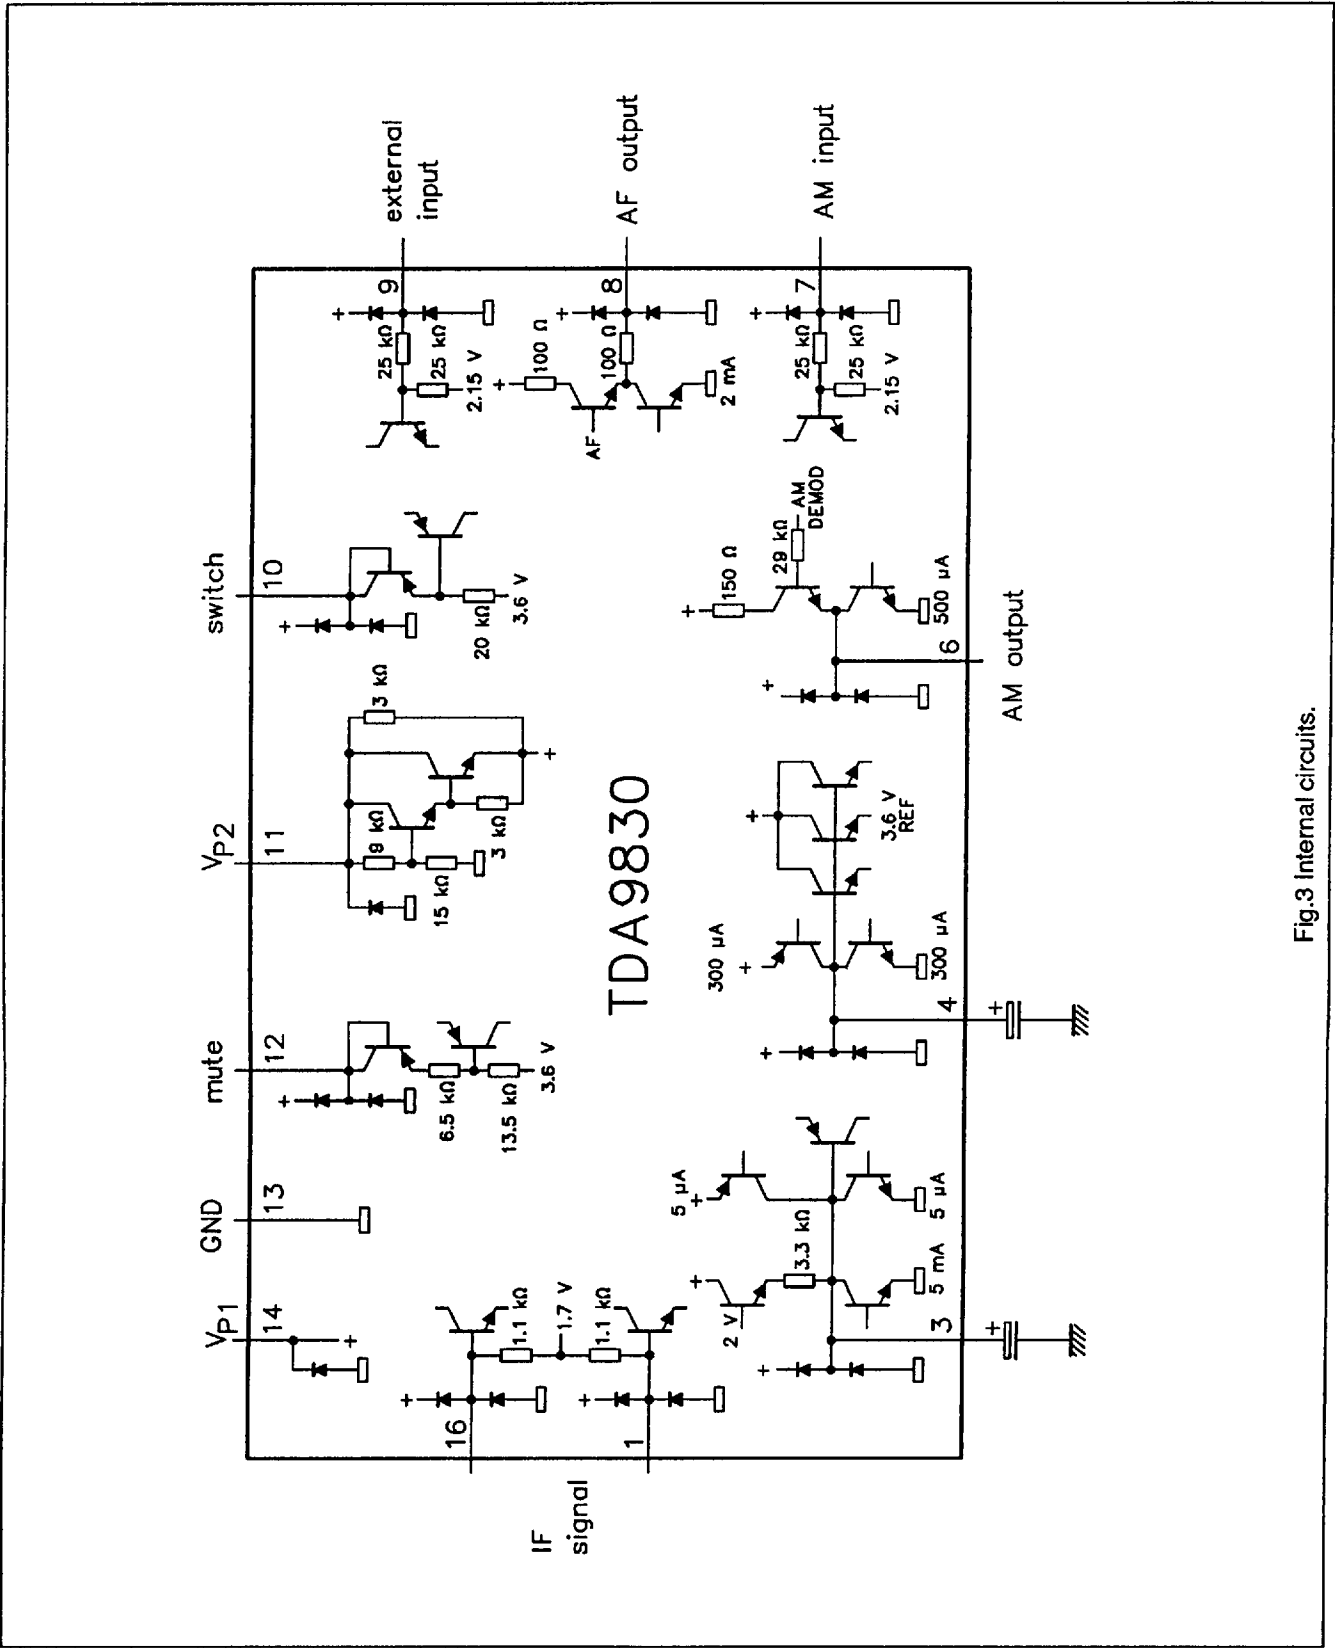 VP1
14
+
GND
13
mute
12
+
6.5 kΩ
13.5 kΩ
3.6 V
VP2
11
9 kΩ
15 kΩ
3 kΩ
3 kΩ
+
switch
10
+
20 kΩ
3.6 V
external
input
9
+
25 kΩ
25 kΩ
2.15 V
AF output
8
+
100 Ω
100 Ω
+
AF
2 mA
AM input
7
+
25 kΩ
25 kΩ
2.15 V
IF
signal
16
+
1.1 kΩ
1.7 V
1.1 kΩ
1
+
TDA9830
+
2 V
+
3.3 kΩ
5 mA
5 µA
+
5 µA
3
+
+
300 µA
+
300 µA
+
3.6 V
REF
4
+
+
+
150 Ω
29 kΩ
AM
DEMOD
500 µA
6
AM output
Fig.3 Internal circuits.